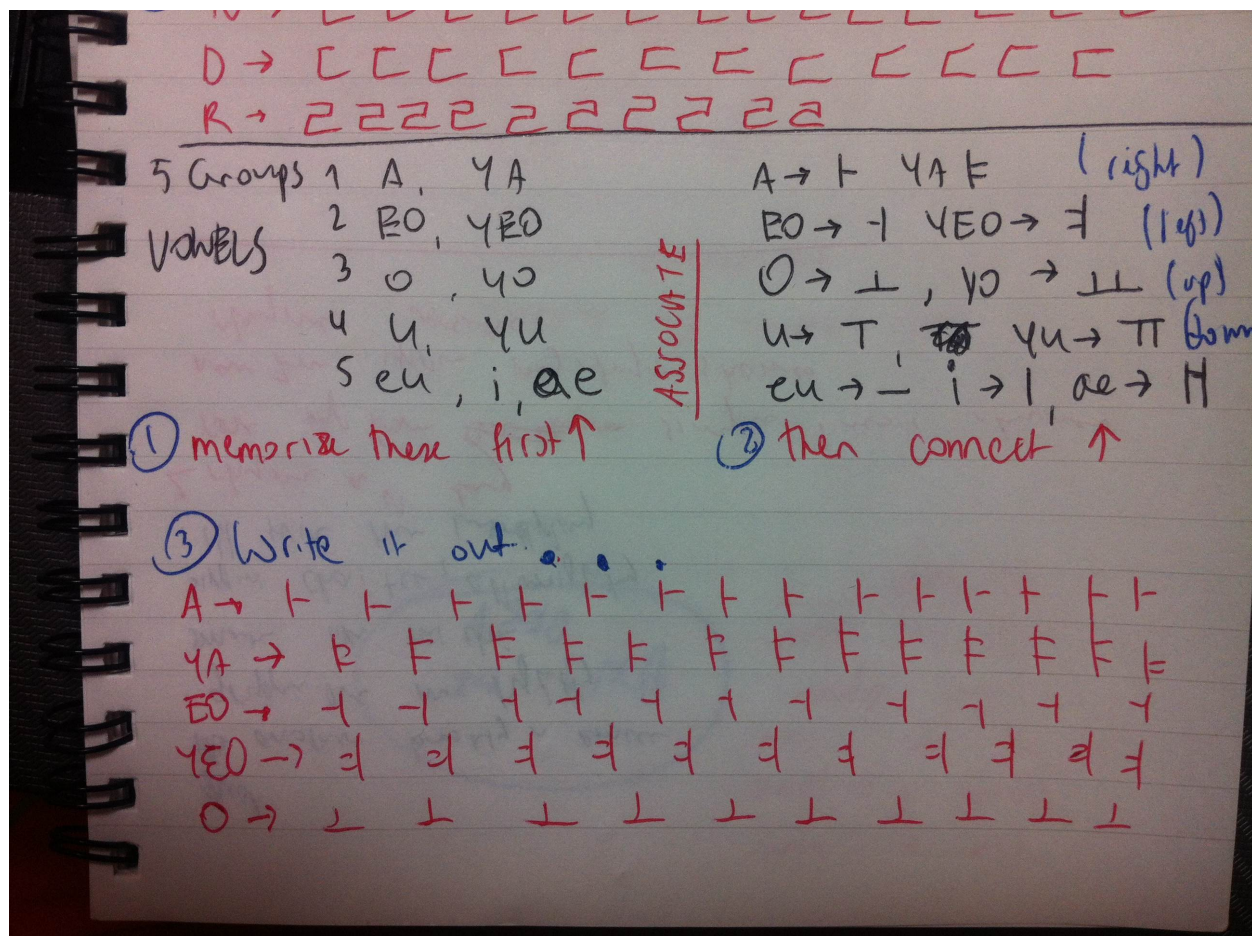 D → ㄷ ㄷ ㄷ ㄷ ㄷ ㄷ ㄷ ㄷ ㄷ ㄷ ㄷ ㄷ
R → ㄹ ㄹ ㄹ ㄹ ㄹ ㄹ ㄹ ㄹ ㄹ ㄹ
5 Groups 1 A, YA
VOWELS 2 EO, YEO
3 O, YO
4 U, YU
5 eu, i, ae
ASSOCIATE
A → ㅏ YA ㅑ (right)
EO → ㅓ YEO → ㅕ (left)
O → ㅗ, YO → ㅛ (up)
U → ㅜ, YU → ㅠ down
eu → ㅡ i → ㅣ, ae → ㅐ
① memorize these first ↑
② then connect ↑
③ Write it out...
A → ㅏ ㅏ ㅏ ㅏ ㅏ ㅏ ㅏ ㅏ ㅏ ㅏ ㅏ ㅏ ㅏ ㅏ
YA → ㅑ ㅑ ㅑ ㅑ ㅑ ㅑ ㅑ ㅑ ㅑ ㅑ ㅑ ㅑ ㅑ
EO → ㅓ ㅓ ㅓ ㅓ ㅓ ㅓ ㅓ ㅓ ㅓ ㅓ ㅓ
YEO → ㅕ ㅕ ㅕ ㅕ ㅕ ㅕ ㅕ ㅕ ㅕ ㅕ ㅕ
O → ㅗ ㅗ ㅗ ㅗ ㅗ ㅗ ㅗ ㅗ ㅗ ㅗ